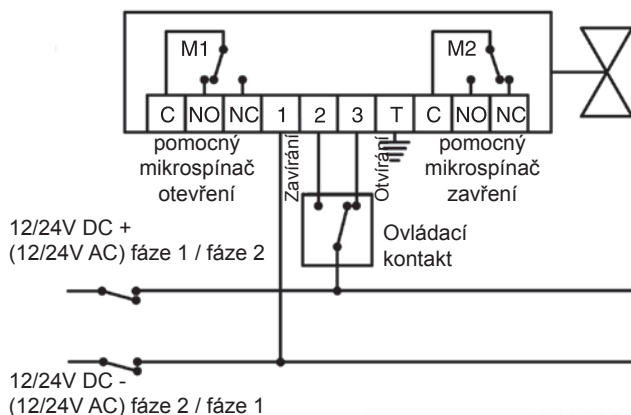 M1
M2
C NO NC 1 2 3 T C NO NC
pomocný
mikrospínač
otevření
Zavírání
Otvírání
pomocný
mikrospínač
zavření
Ovládací
kontakt
12/24V DC +
(12/24V AC) fáze 1 / fáze 2
12/24V DC -
(12/24V AC) fáze 2 / fáze 1